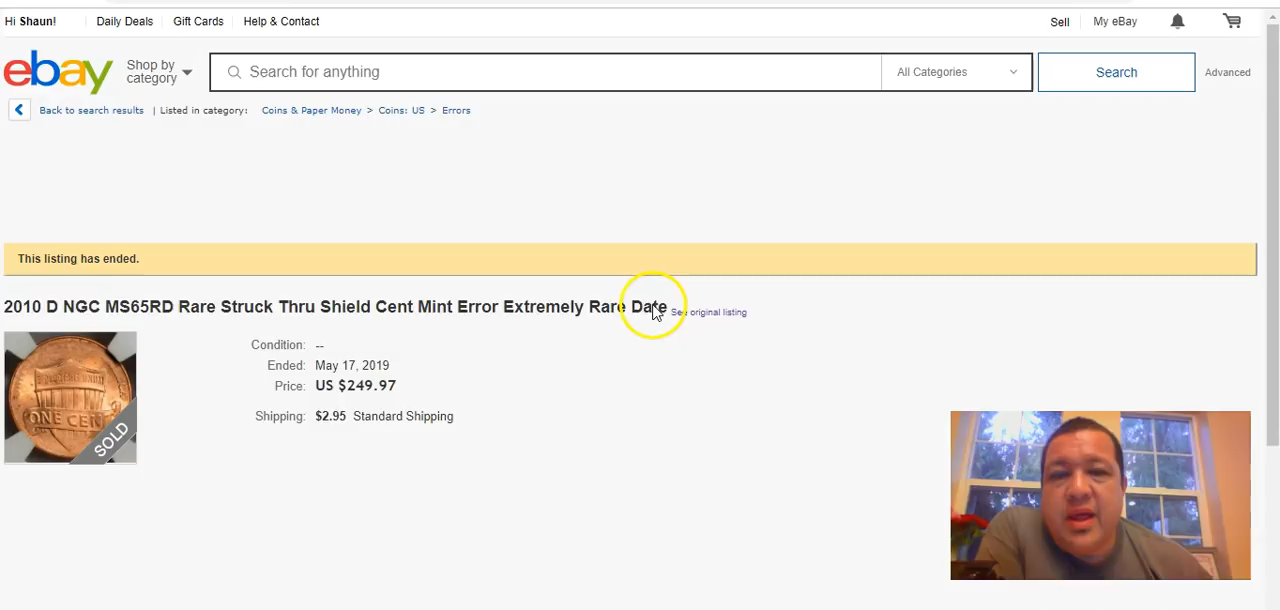 Hi Shaun! Daily Deals Gift Cards Help & Contact Sell My eBay
ebay Shop by category Search for anything All Categories Search Advanced
Back to search results | Listed in category: Coins & Paper Money > Coins: US > Errors
This listing has ended.
2010 D NGC MS65RD Rare Struck Thru Shield Cent Mint Error Extremely Rare Date See original listing
Condition: --
Ended: May 17, 2019
Price: US $249.97
Shipping: $2.95 Standard Shipping
ONE CENT
SOLD